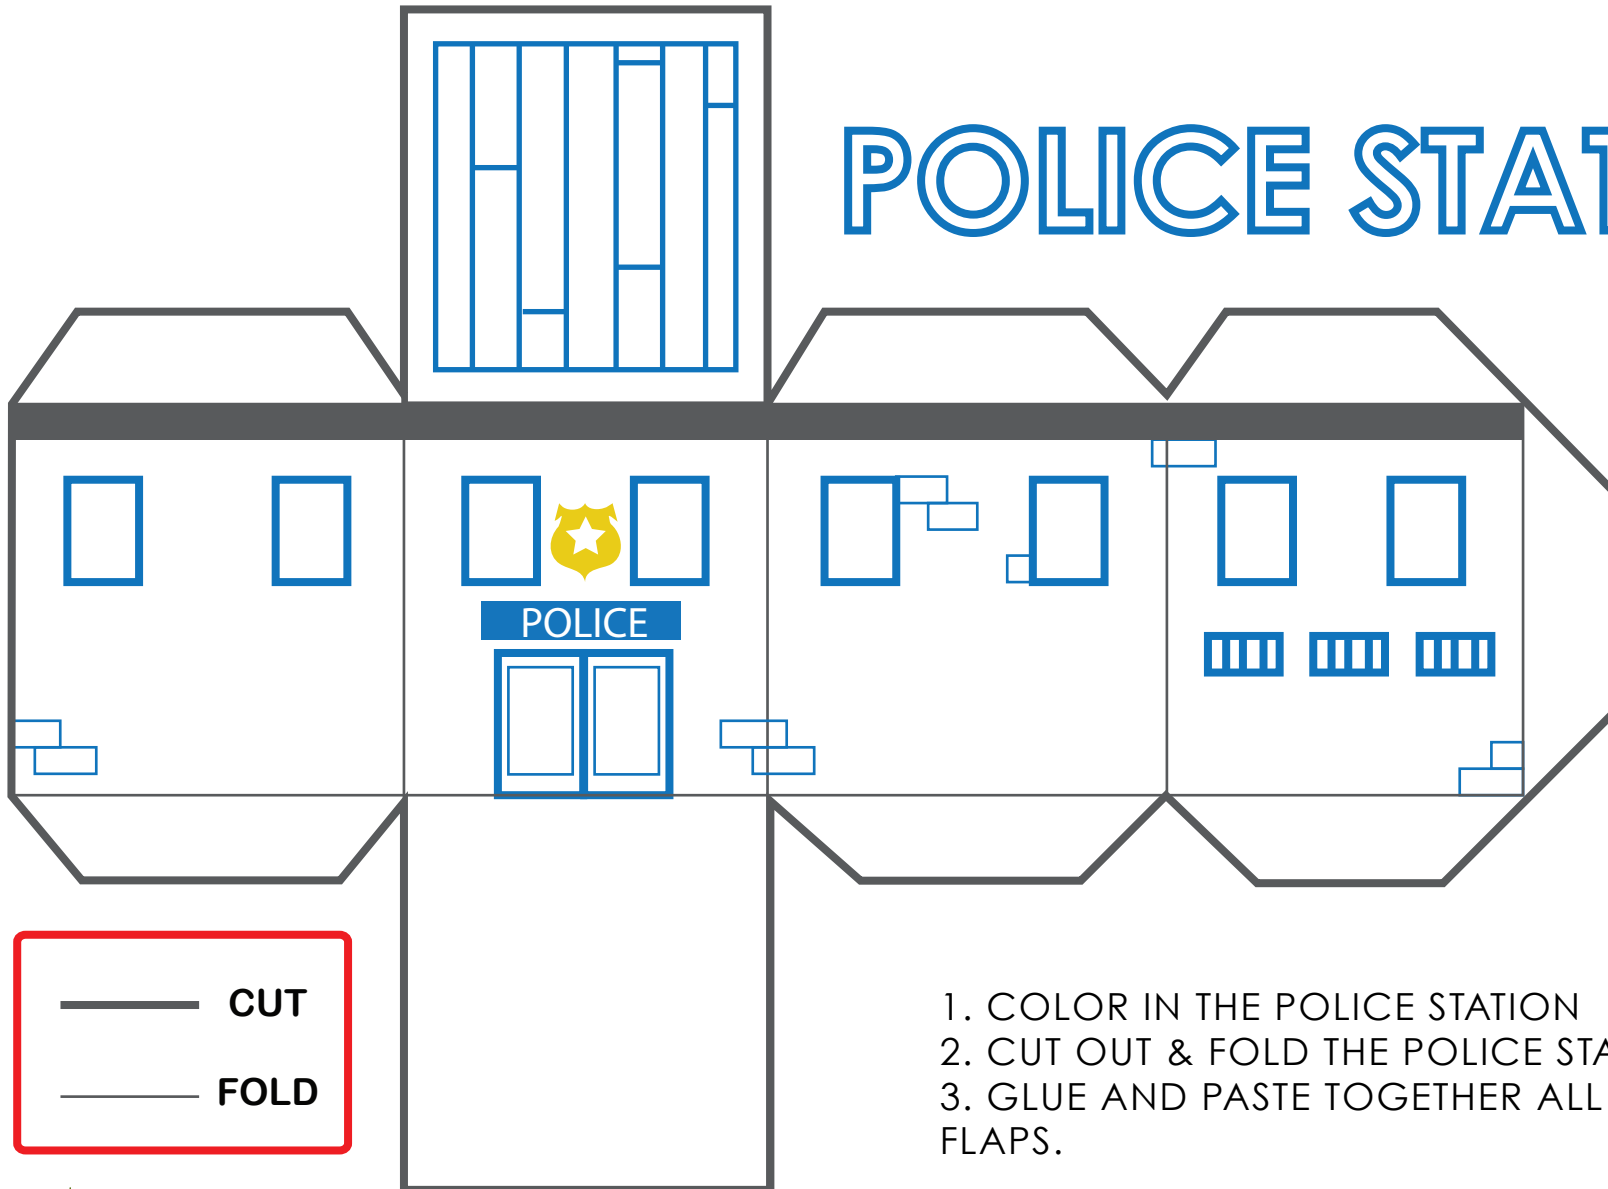 POLICE STAT
POLICE
CUT
FOLD
1. COLOR IN THE POLICE STATION
2. CUT OUT & FOLD THE POLICE STA
3. GLUE AND PASTE TOGETHER ALL
FLAPS.